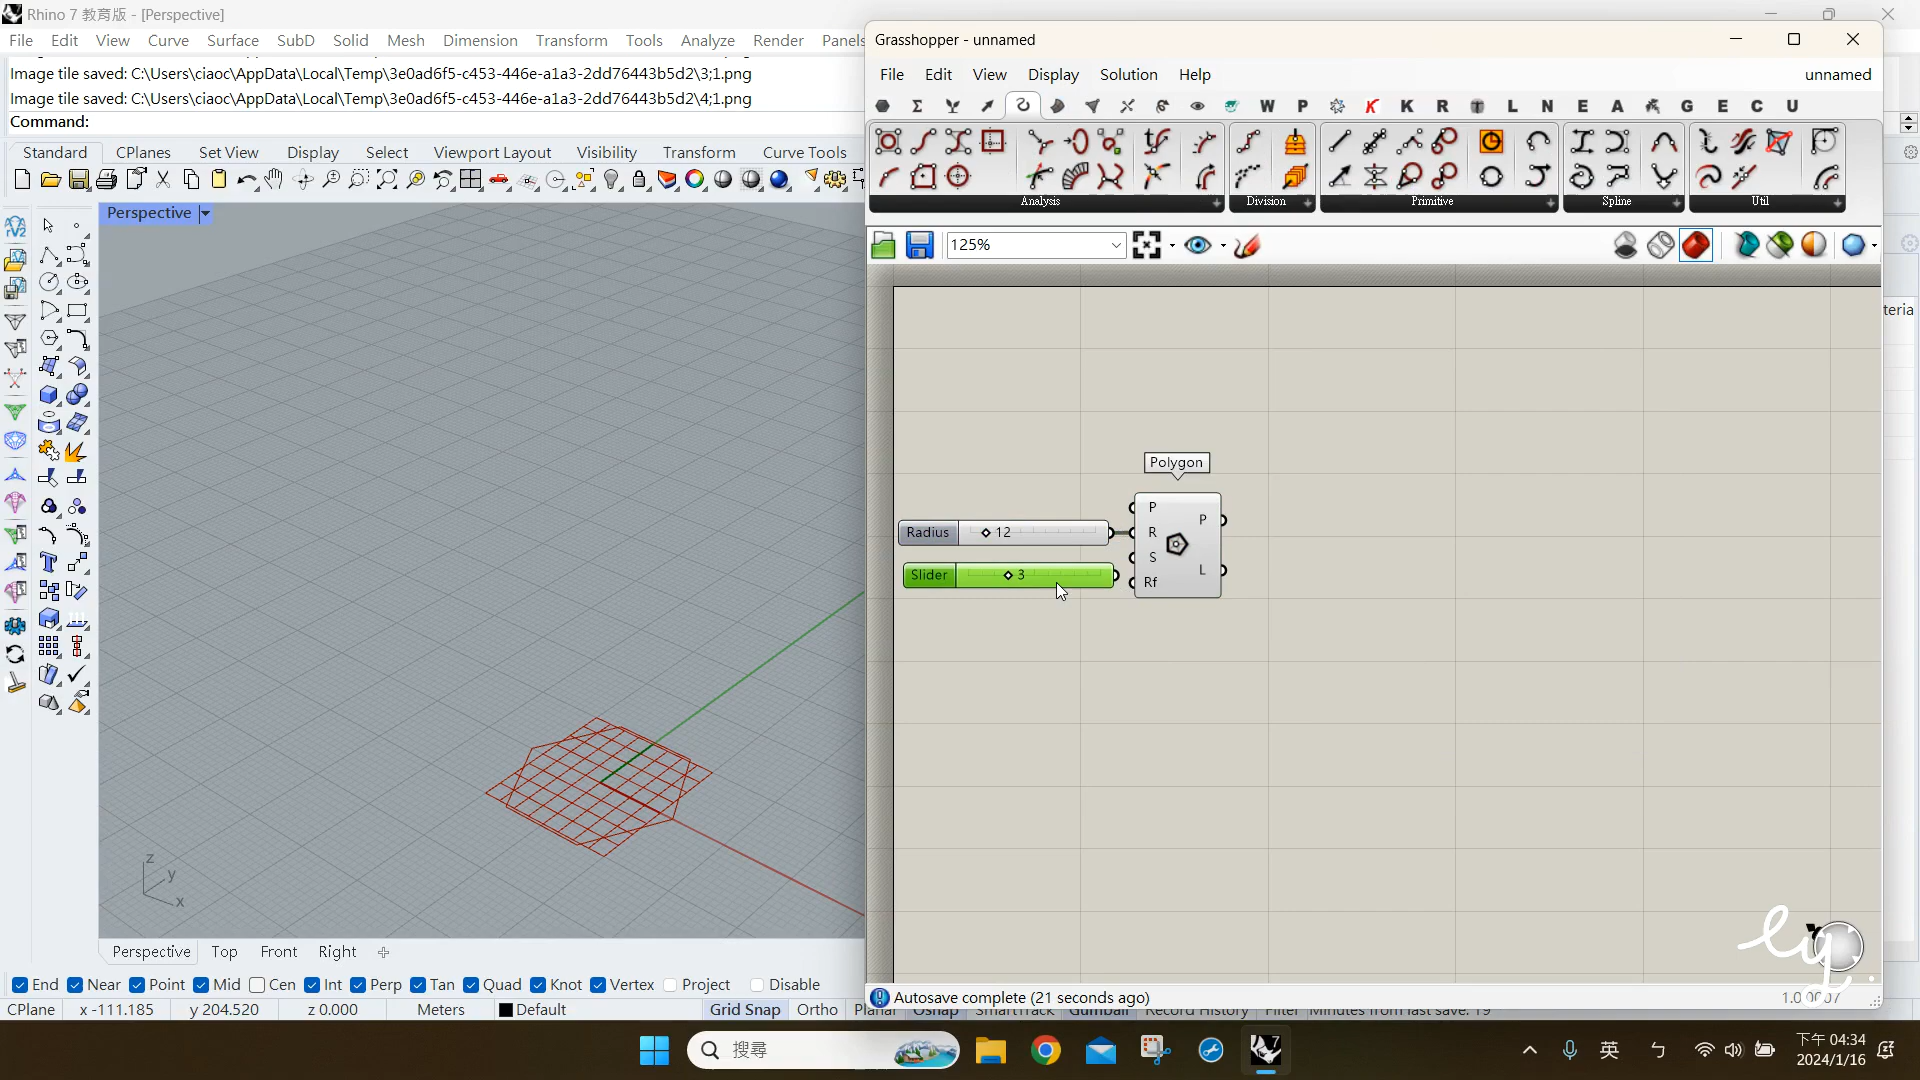 Rhino 7 教育版 - [Perspective]
File Edit View Curve Surface SubD Solid Mesh Dimension Transform Tools Analyze Render Panels
Image tile saved: C:\Users\ciaoc\AppData\Local\Temp\3e0ad6f5-c453-446e-a1a3-2dd76443b5d2\3;1.png
Image tile saved: C:\Users\ciaoc\AppData\Local\Temp\3e0ad6f5-c453-446e-a1a3-2dd76443b5d2\4;1.png
Command:
Standard CPlanes Set View Display Select Viewport Layout Visibility Transform Curve Tools
Perspective
z
y
x
Perspective Top Front Right
End Near Point Mid Cen Int Perp Tan Quad Knot Vertex Project Disable
CPlane x -111.185 y 204.520 z 0.000 Meters Default Grid Snap Ortho Planar Osnap SmartTrack Gumball Record History Filter Minutes from last save: 19
Grasshopper - unnamed
File Edit View Display Solution Help unnamed
W P K K R L N E A G E C U
Analysis Division Primitive Spline Util
125%
teria
Polygon
P
R
S
Rf
P
L
Radius 12
Slider 3
ly.
Autosave complete (21 seconds ago)
搜尋
7
英
ㄅ
下午 04:34
2024/1/16